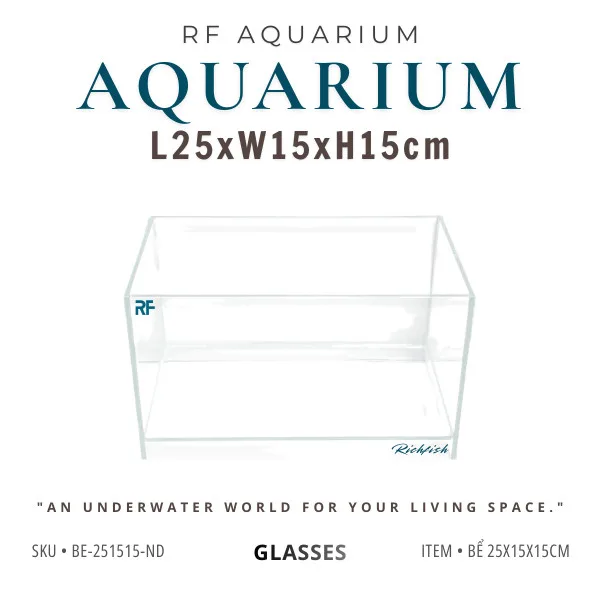 RF AQUARIUM
AQUARIUM
L25xW15xH15cm
RF
Richfish
"AN UNDERWATER WORLD FOR YOUR LIVING SPACE."
SKU • BE-251515-ND GLASSES ITEM • BỂ 25X15X15CM